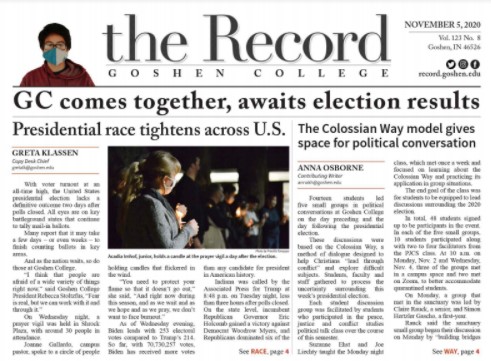 the Record
GOSHEN COLLEGE
NOVEMBER 5, 2020
Vol. 123 No. 8
Goshen, IN 46526
record.goshen.edu
GC comes together, awaits election results
Presidential race tightens across U.S.
GRETA KLASSEN
Copy Desk Chief
With voter turnout at an
all-time high, the United States
presidential election lacks a
definitive outcome two days after
polls closed. All eyes are on key
battleground states that continue
to tally mail-in ballots.
Many report that it may take
a few days – or even weeks – to
finish counting ballots in key
areas.
And as the nation waits, so do
those at Goshen College.
"I think that people are
afraid of a wide variety of things
right now," said Goshen College
President Rebecca Stoltzfus. "Fear
is real, but we can work with it and
through it."
On Wednesday night, a
prayer vigil was held in Shrock
Plaza, with around 30 people in
attendance.
Joanne Gallardo, campus
pastor, spoke to a circle of people
Acadia Imhof, junior, holds a candle at the prayer vigil a day after the election.
holding candles that flickered in
the wind.
"You need to protect your
flame so that it doesn't go out,"
she said, "And right now during
this season, and as we wait and as
we hope and as we pray, we don't
want to face burnout."
As of Wednesday evening,
Biden leads with 253 electoral
votes compared to Trump's 214.
So far, 70,730,257 voters,
Biden has received more votes
than any candidate for president
in American history.
Indiana was called by the
Associated Press for Trump at
8:48 p.m. on Tuesday, less
than three hours after polls closed.
On the state level, incumbent
Republican Governor Eric
Holcomb gained a victory against
Democrat Woodrow Myers, and
Republicans dominated six of the
See RACE, page 4
The Colossian Way model gives
space for political conversation
ANNA OSBORNE
Contributing Writer
Fourteen students led
five small groups in political
conversations at Goshen College
on the day preceding and the
day following the presidential
election.
These discussions were
based on the Colossian Way, a
method of dialogue designed to
help Christians "lead through
conflict" and explore difficult
subjects. Students, faculty and
staff gathered to process the
uncertainty surrounding this
week's presidential election.
Each student discussion
group was facilitated by students
who participated in the peace,
justice and conflict studies
political talk class over the course
of this semester.
Suzanne Ehst and Joe
Liechty taught the Monday night
class, which met once a week and
focused on learning about the
Colossian Way and practicing its
application in group situations.
The end goal of the class was
for students to be equipped to lead
discussions surrounding the 2020
election.
In total, 48 students signed
up to be participants in the event.
In each of the five small groups,
10 students participated along
with two to four facilitators from
the PJCS class. At 10 a.m. on
Monday, Nov. 2 and Wednesday,
Nov. 4, three of the groups met
in a campus space and two met
on Zoom, to better accommodate
quarantined students.
On Monday, a group that
met in the sanctuary was led by
Claire Rauck, a senior, and Simon
Graber, a first-year.
Rauck said the sanctuary
small group began discussion
on Monday by "building bridges
See WAY, page 4